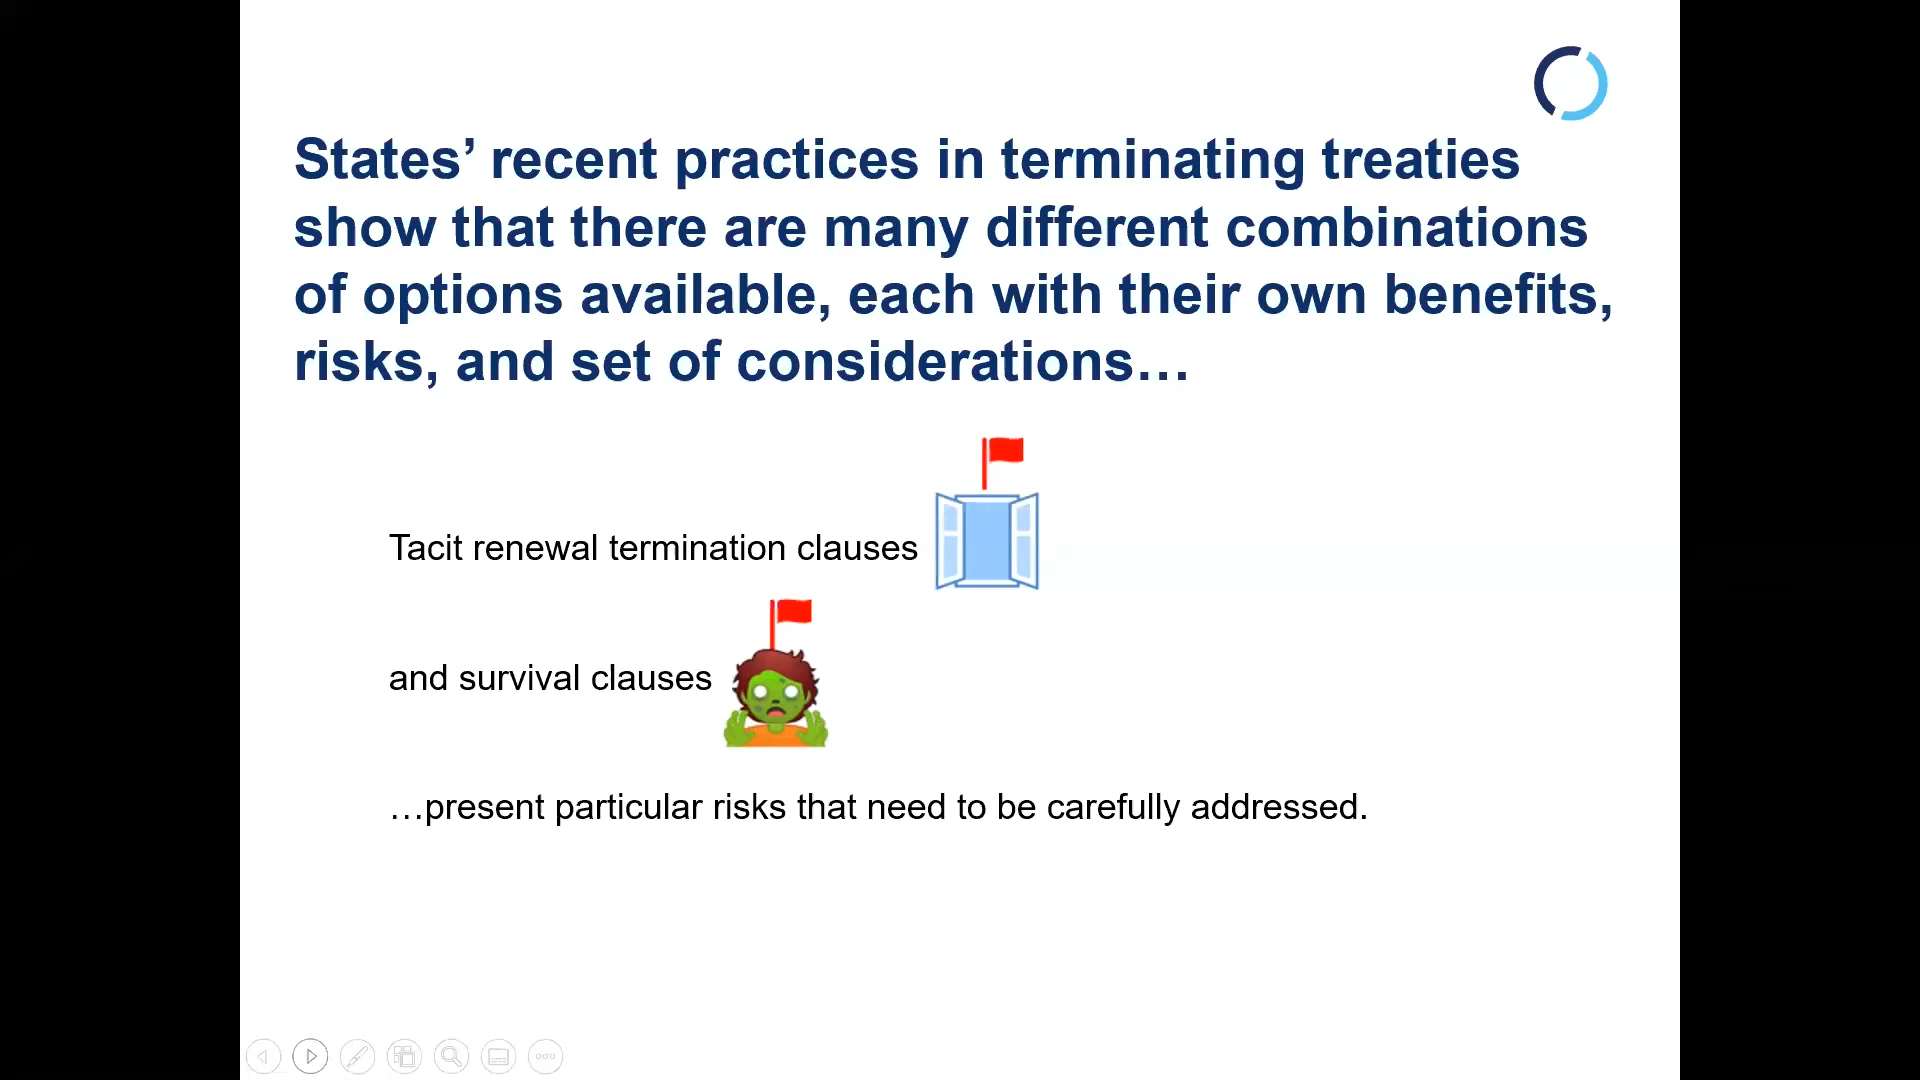 States’ recent practices in terminating treaties
show that there are many different combinations
of options available, each with their own benefits,
risks, and set of considerations…
Tacit renewal termination clauses
and survival clauses
…present particular risks that need to be carefully addressed.